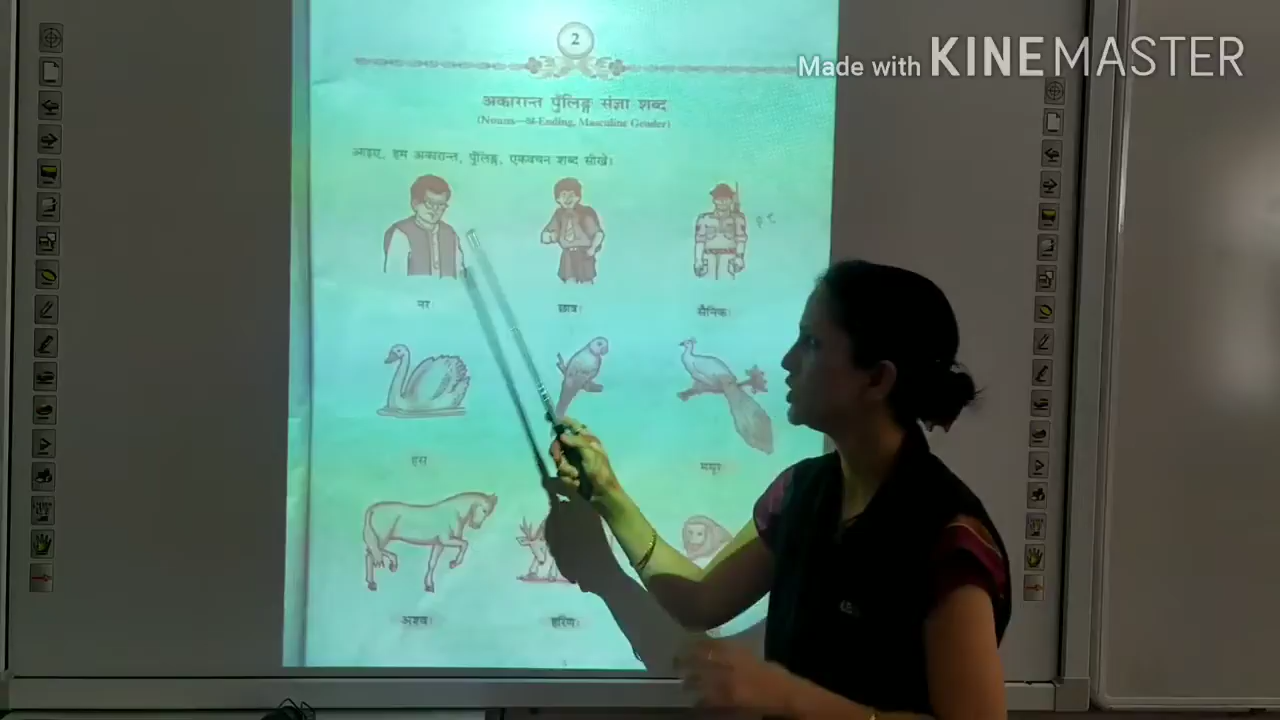 Made with KINEMASTER
2
अकारान्त पुँलिङ्ग संज्ञा शब्द
(Nouns—अ-Ending, Masculine Gender)
आइए, हम अकारान्त, पुँलिङ्ग, एकवचन शब्द सीखें।
नरः छात्रः सैनिकः
हंसः मयूरः
अश्वः हरिणः